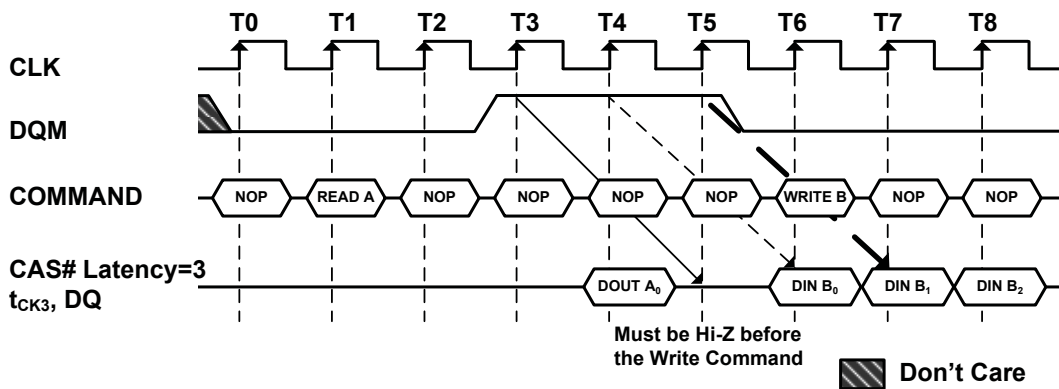 T0 T1 T2 T3 T4 T5 T6 T7 T8
CLK
DQM
COMMAND NOP READ A NOP NOP NOP NOP WRITE B NOP NOP
CAS# Latency=3
tCK3, DQ DOUT A0 DIN B0 DIN B1 DIN B2
Must be Hi-Z before
the Write Command
Don't Care